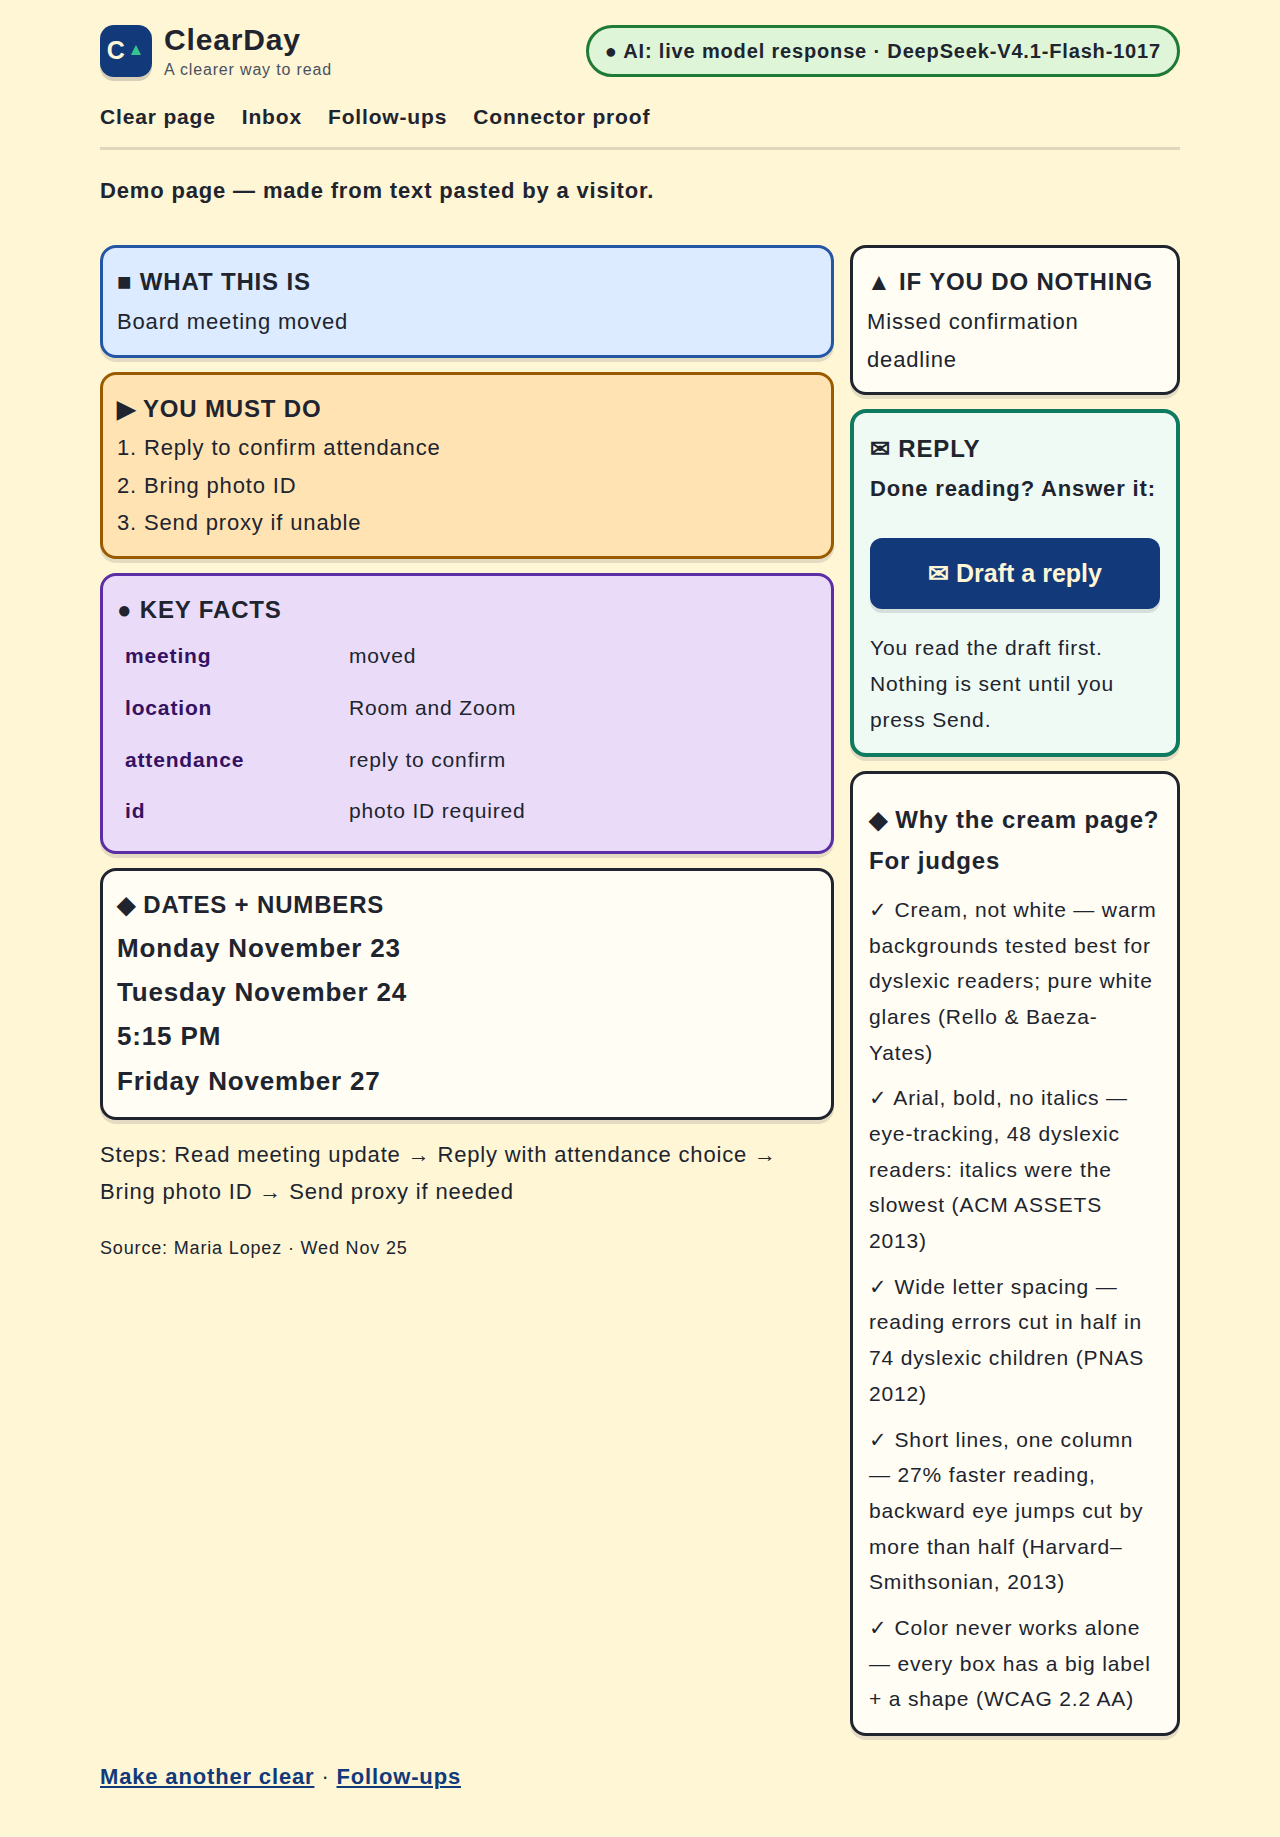 C▲
ClearDay
A clearer way to read
● AI: live model response · DeepSeek-V4.1-Flash-1017
Clear page Inbox Follow-ups Connector proof
Demo page — made from text pasted by a visitor.
■ WHAT THIS IS
Board meeting moved
▶ YOU MUST DO
1. Reply to confirm attendance
2. Bring photo ID
3. Send proxy if unable
● KEY FACTS
meeting moved
location Room and Zoom
attendance reply to confirm
id photo ID required
◆ DATES + NUMBERS
Monday November 23
Tuesday November 24
5:15 PM
Friday November 27
Steps: Read meeting update → Reply with attendance choice →
Bring photo ID → Send proxy if needed
Source: Maria Lopez · Wed Nov 25
▲ IF YOU DO NOTHING
Missed confirmation
deadline
✉ REPLY
Done reading? Answer it:
✉ Draft a reply
You read the draft first.
Nothing is sent until you
press Send.
◆ Why the cream page?
For judges
✓ Cream, not white — warm
backgrounds tested best for
dyslexic readers; pure white
glares (Rello & Baeza-
Yates)
✓ Arial, bold, no italics —
eye-tracking, 48 dyslexic
readers: italics were the
slowest (ACM ASSETS
2013)
✓ Wide letter spacing —
reading errors cut in half in
74 dyslexic children (PNAS
2012)
✓ Short lines, one column
— 27% faster reading,
backward eye jumps cut by
more than half (Harvard–
Smithsonian, 2013)
✓ Color never works alone
— every box has a big label
+ a shape (WCAG 2.2 AA)
Make another clear · Follow-ups